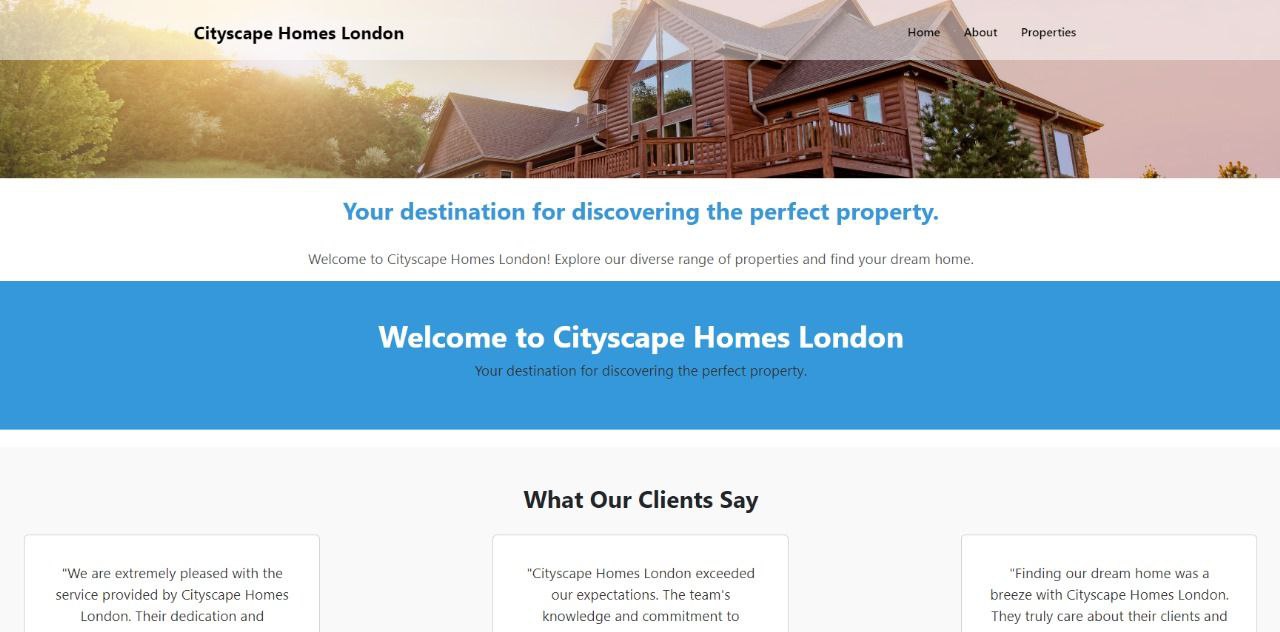 Cityscape Homes London
Home About Properties
Your destination for discovering the perfect property.
Welcome to Cityscape Homes London! Explore our diverse range of properties and find your dream home.
Welcome to Cityscape Homes London
Your destination for discovering the perfect property.
What Our Clients Say
"We are extremely pleased with the
service provided by Cityscape Homes
London. Their dedication and
"Cityscape Homes London exceeded
our expectations. The team's
knowledge and commitment to
"Finding our dream home was a
breeze with Cityscape Homes London.
They truly care about their clients and